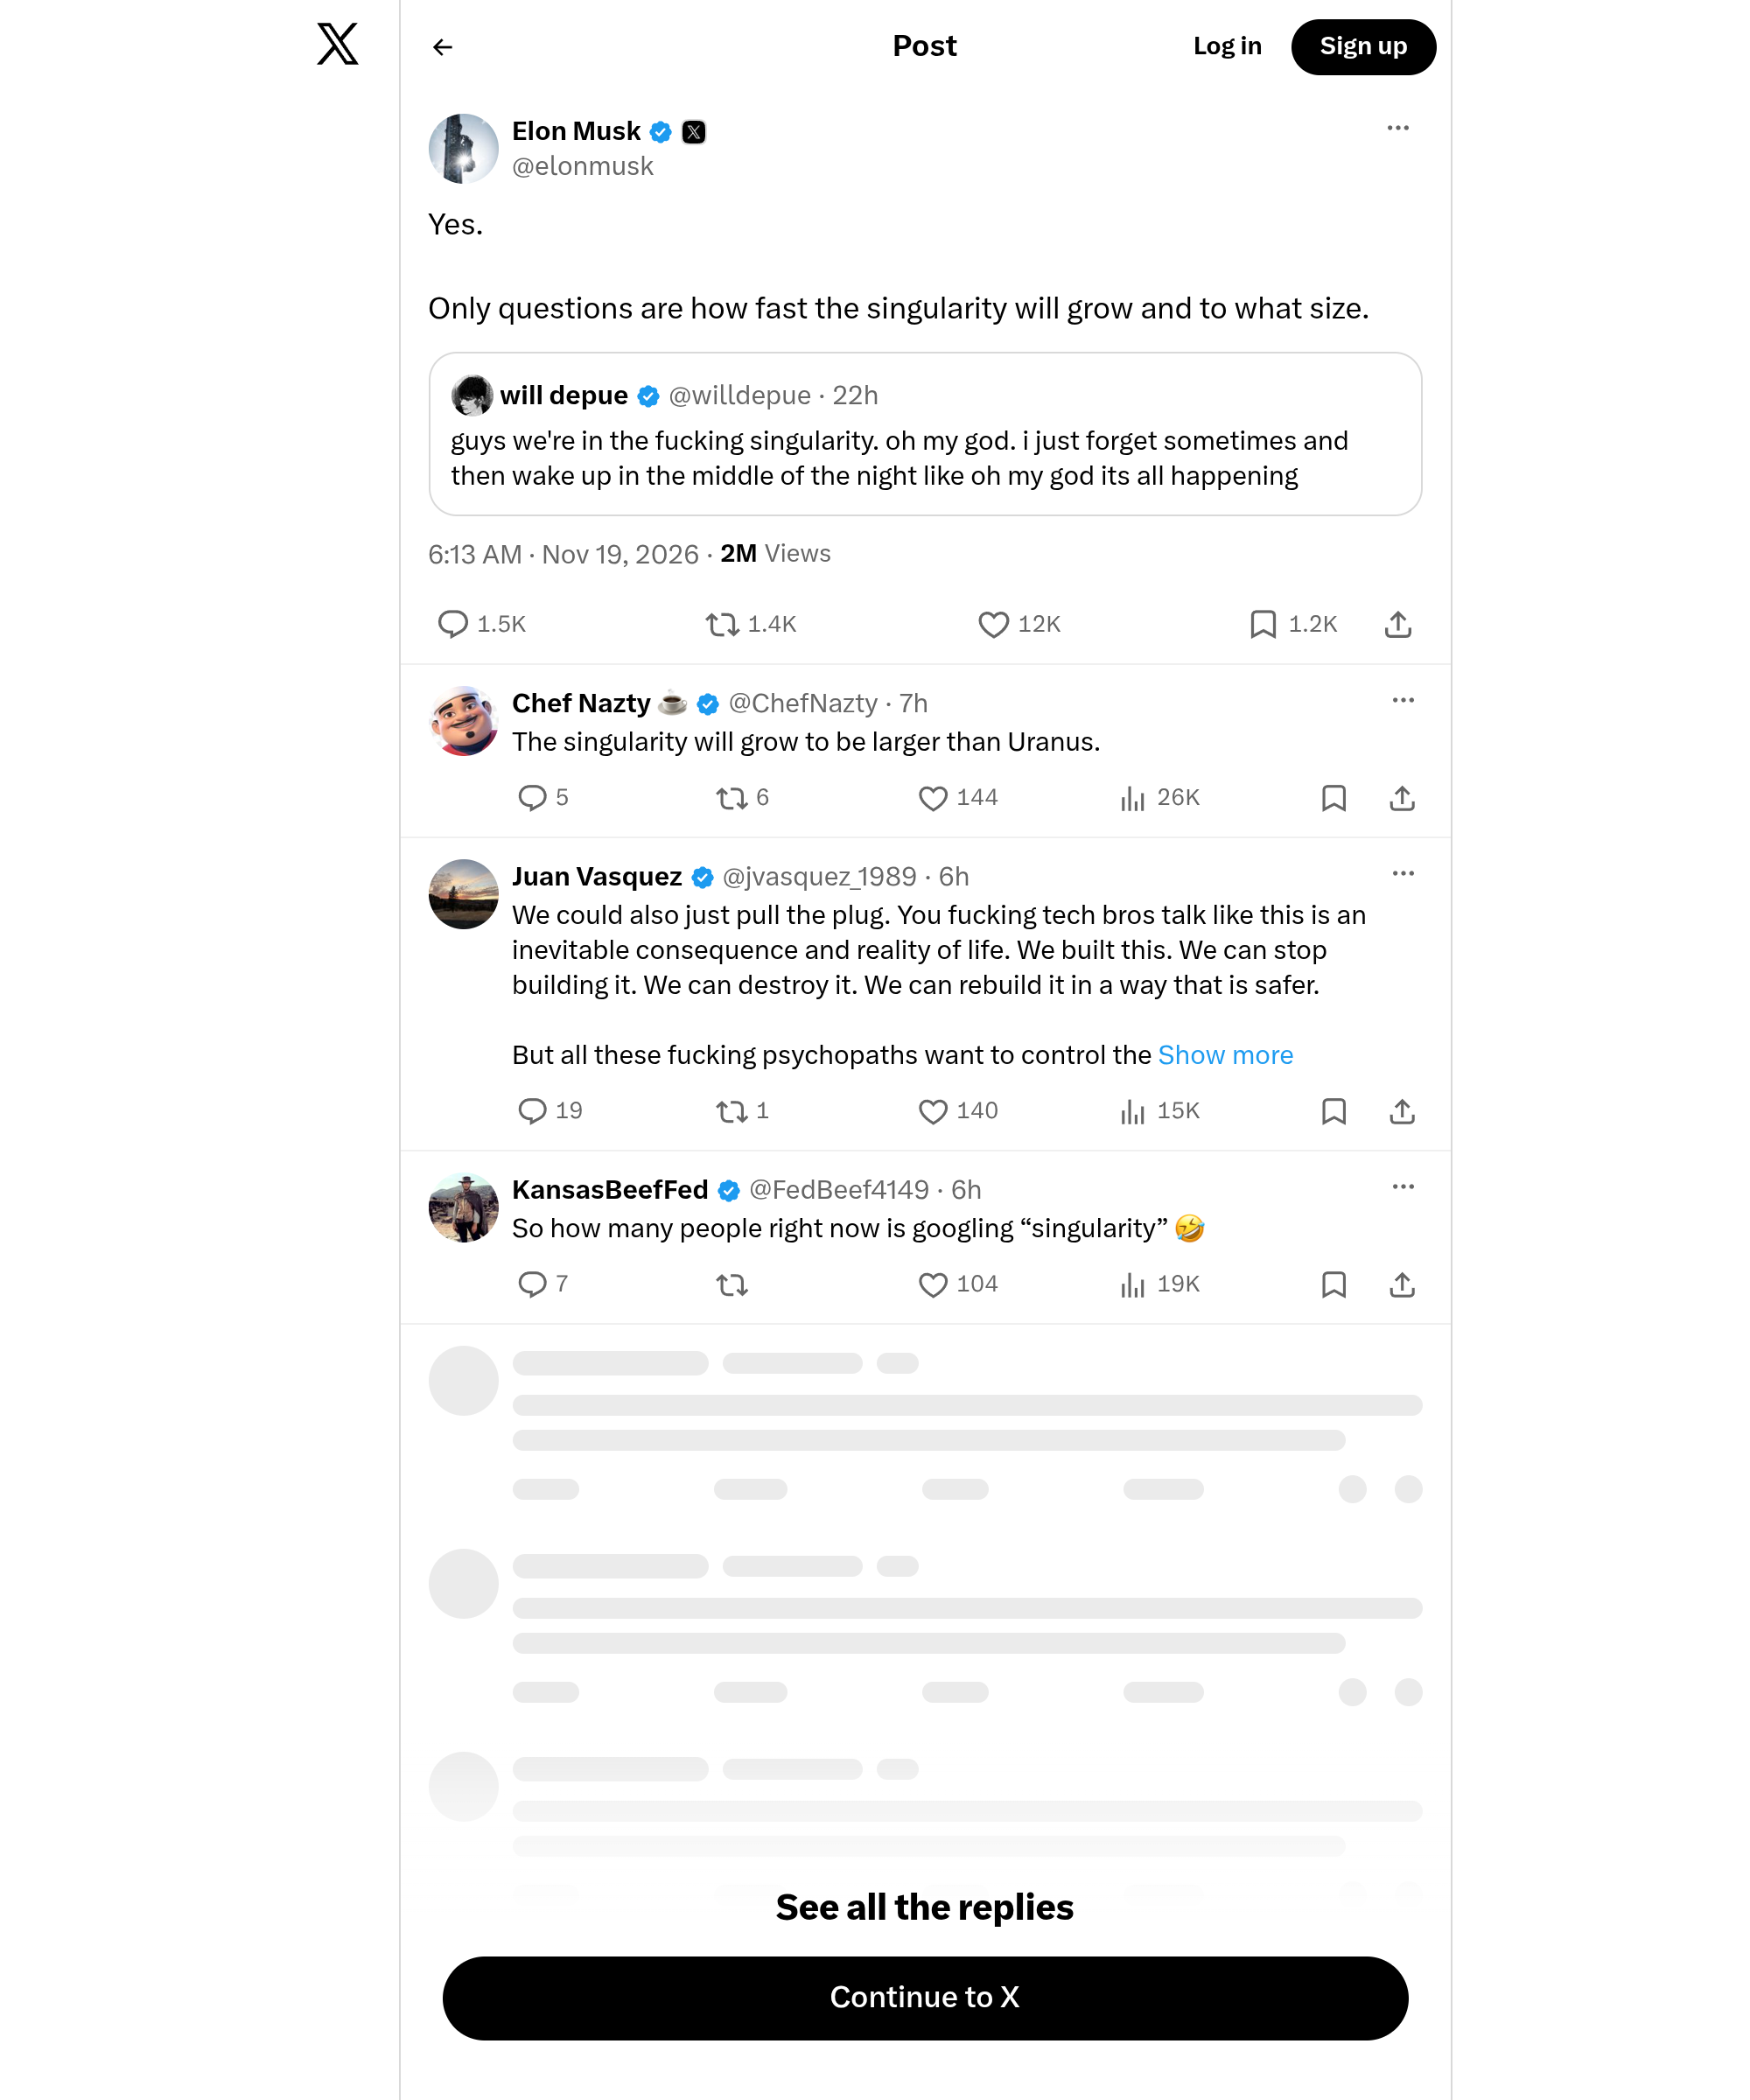 Post
Log in
Sign up
Elon Musk
@elonmusk
Yes.
Only questions are how fast the singularity will grow and to what size.
will depue @willdepue · 22h
guys we're in the fucking singularity. oh my god. i just forget sometimes and
then wake up in the middle of the night like oh my god its all happening
6:13 AM · Nov 19, 2026 · 2M Views
1.5K 1.4K 12K 1.2K
Chef Nazty ☕ @ChefNazty · 7h
The singularity will grow to be larger than Uranus.
5 6 144 26K
Juan Vasquez @jvasquez_1989 · 6h
We could also just pull the plug. You fucking tech bros talk like this is an
inevitable consequence and reality of life. We built this. We can stop
building it. We can destroy it. We can rebuild it in a way that is safer.
But all these fucking psychopaths want to control the Show more
19 1 140 15K
KansasBeefFed @FedBeef4149 · 6h
So how many people right now is googling “singularity” 🤣
7 104 19K
See all the replies
Continue to X